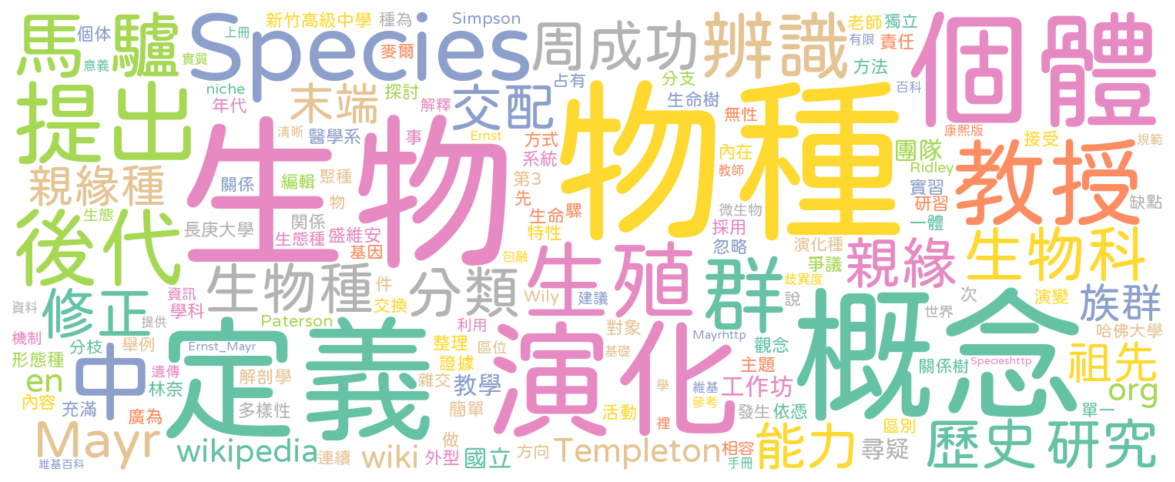 馬 驢 個体 上冊 意義 實質
新竹高級中學 種為 Simpson
Species
麥爾
niche 年代
周成功
辨識
老師 獨立 有限 責任
方法
個體
提出
末端
探討
交配
占有 分支
解釋
生命樹
百科
無性
清晰 醫學系 事
Ernst 方式
系統
內在
教師
團隊
康熙版 接受 規範
Ridley
教授
親緣種
關係 編輯 聚種
物
第3
先
生物
物種
實習
研習
一體
缺點
後代
生態
長庚大學
関係
生態種
盛維安
基因
生命
特性
騾
微生物
採用
忽略
演化種
爭議
親緣
生物科
生物種
分類
包融
生殖
群
歧異度
說
件
交換
Wily
建議
世界
次 演變
族群
哈佛大學
資料
修正
資訊
學科
提供
Paterson
利用
對象
Mayrhttp
機制
分枝
舉例
Ernst_Mayr
定義
整理
證據
區位
基礎
觀念
主題
概念
關係樹
Specieshttp
祖先
形態種
en
內容
充滿
中
遺傳
林奈
解剖學
教學
雜交
演化
學
維基
參考
工作坊
org
廣為
多樣性
簡單
做
活動
裡
發生
依憑
區別
單一
Mayr
維基百科
wikipedia
連續
wiki
外型
國立
方向
Templeton
相容
手冊
能力
尋疑
歷史
研究